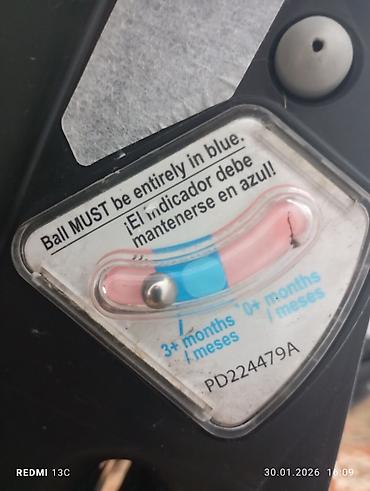 Ball MUST be entirely in blue.
¡El indicador debe
mantenerse en azul!
3+ months
/ meses
0+ months
/ meses
PD224479A
REDMI 13C
30.01.2026 16:09